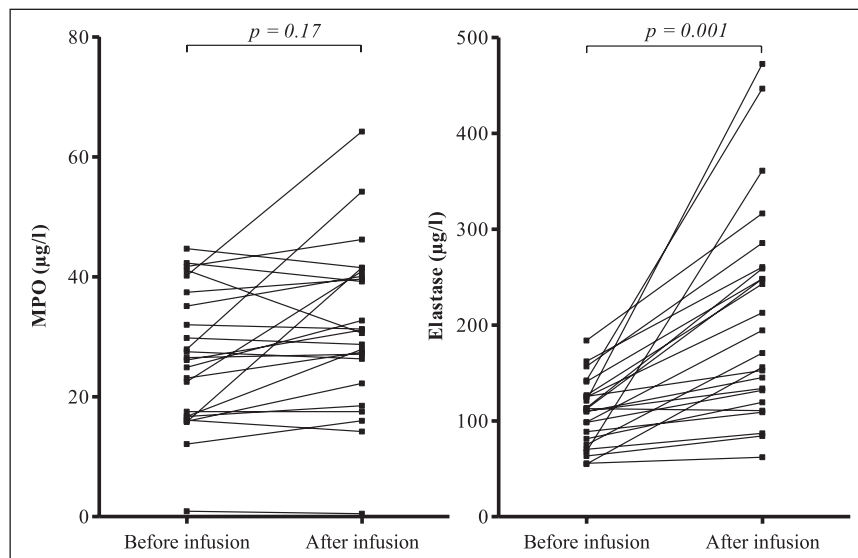 p = 0.17
80
60
40
20
0
MPO (µg/l)
Before infusion
After infusion
p = 0.001
500
400
300
200
100
0
Elastase (µg/l)
Before infusion
After infusion